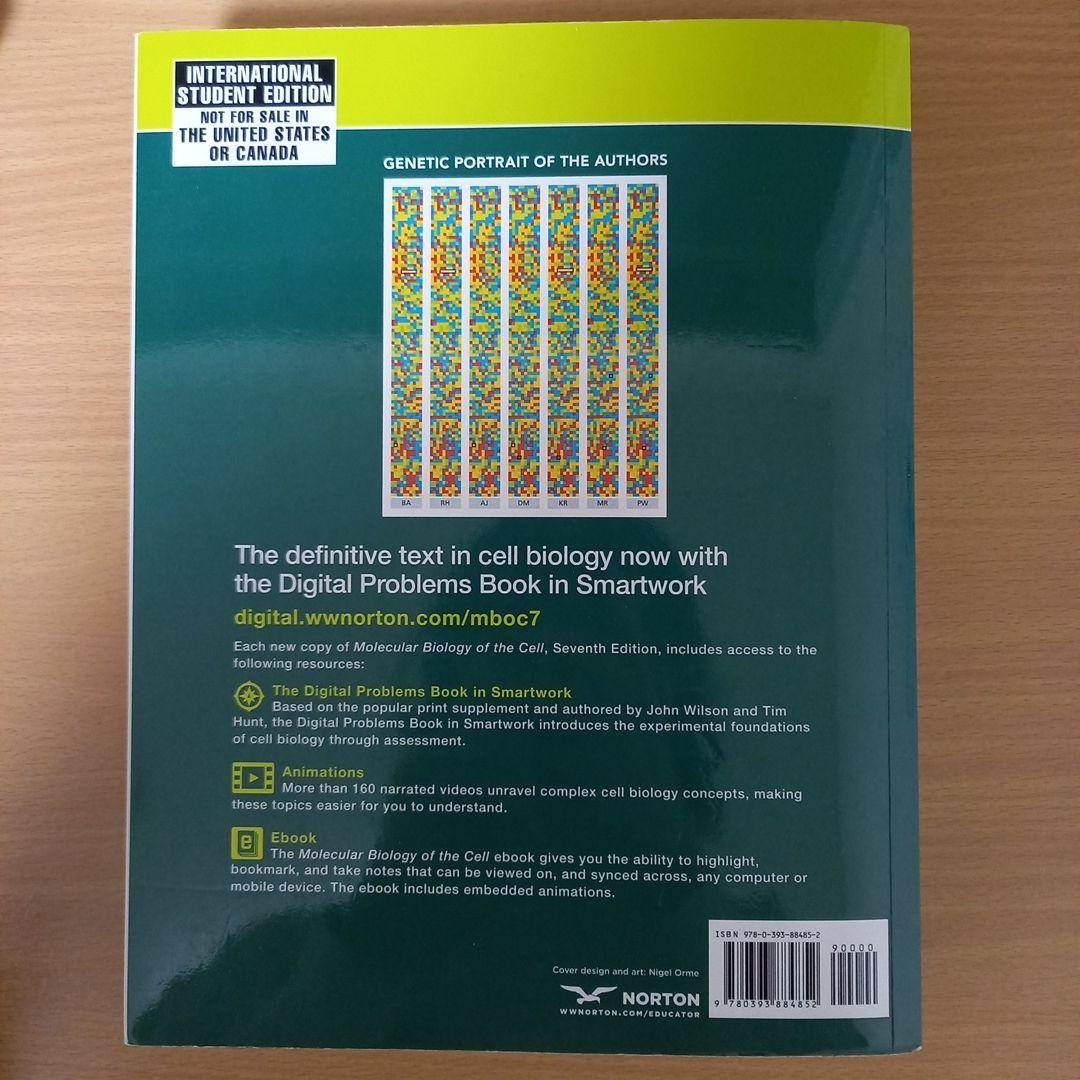 INTERNATIONAL
STUDENT EDITION
NOT FOR SALE IN
THE UNITED STATES
OR CANADA
GENETIC PORTRAIT OF THE AUTHORS
BA RH AJ DM KR MR PW
The definitive text in cell biology now with
the Digital Problems Book in Smartwork
digital.wwnorton.com/mboc7
Each new copy of Molecular Biology of the Cell, Seventh Edition, includes access to the
following resources:
The Digital Problems Book in Smartwork
Based on the popular print supplement and authored by John Wilson and Tim
Hunt, the Digital Problems Book in Smartwork introduces the experimental foundations
of cell biology through assessment.
Animations
More than 160 narrated videos unravel complex cell biology concepts, making
these topics easier for you to understand.
e Ebook
The Molecular Biology of the Cell ebook gives you the ability to highlight,
bookmark, and take notes that can be viewed on, and synced across, any computer or
mobile device. The ebook includes embedded animations.
ISBN 978-0-393-88485-2
90000
9 780393 884852
Cover design and art: Nigel Orme
NORTON
WWNORTON.COM/EDUCATOR